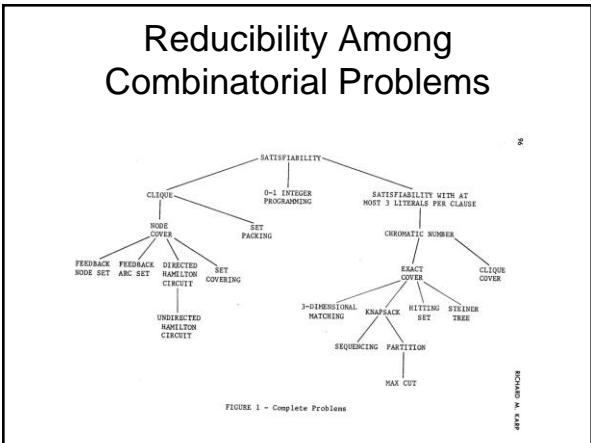 Reducibility Among
Combinatorial Problems
96
SATISFIABILITY
CLIQUE
0-1 INTEGER
PROGRAMMING
SATISFIABILITY WITH AT
MOST 3 LITERALS PER CLAUSE
NODE
COVER
SET
PACKING
CHROMATIC NUMBER
FEEDBACK
NODE SET
FEEDBACK
ARC SET
DIRECTED
HAMILTON
CIRCUIT
SET
COVERING
EXACT
COVER
CLIQUE
COVER
UNDIRECTED
HAMILTON
CIRCUIT
3-DIMENSIONAL
MATCHING
KNAPSACK
HITTING
SET
STEINER
TREE
SEQUENCING
PARTITION
MAX CUT
FIGURE 1 - Complete Problems
RICHARD M. KARP